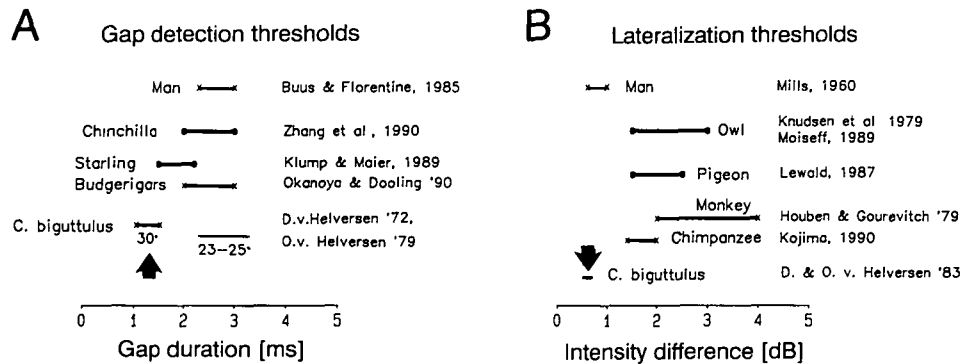 A Gap detection thresholds
Man Buus & Florentine, 1985
Chinchilla Zhang et al, 1990
Starling Klump & Maier, 1989
Budgerigars Okanoya & Dooling '90
C. biguttulus D.v.Helversen '72,
30° 23-25° O.v. Helversen '79
0 1 2 3 4 5
Gap duration [ms]
B Lateralization thresholds
Man Mills, 1960
Owl Knudsen et al 1979
Moiseff, 1989
Pigeon Lewald, 1987
Monkey Houben & Gourevitch '79
Chimpanzee Kojima, 1990
C. biguttulus D. & O. v. Helversen '83
0 1 2 3 4 5
Intensity difference [dB]